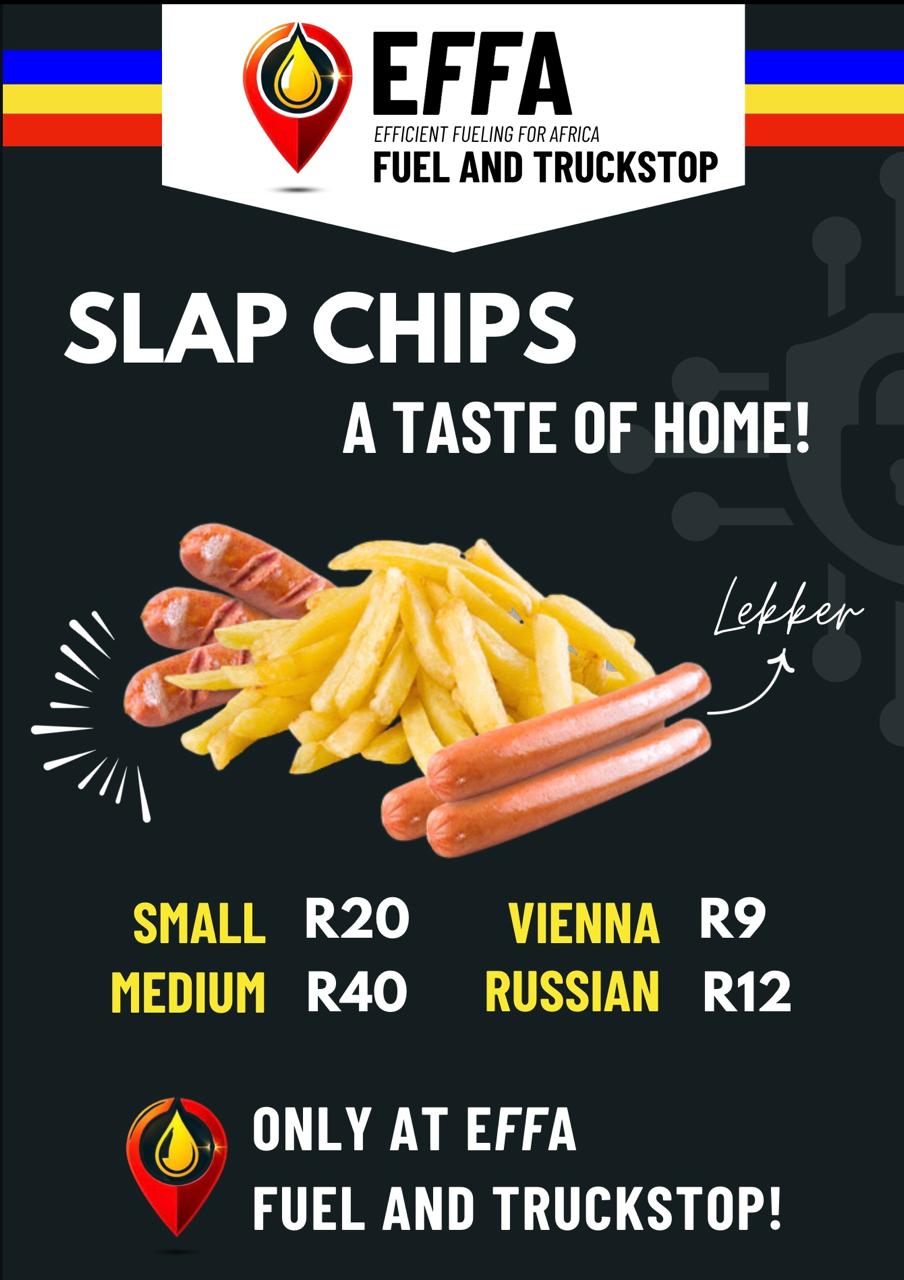 EFFA
EFFICIENT FUELING FOR AFRICA
FUEL AND TRUCKSTOP
SLAP CHIPS
A TASTE OF HOME!
Lekker
SMALL R20 VIENNA R9
MEDIUM R40 RUSSIAN R12
ONLY AT EFFA
FUEL AND TRUCKSTOP!